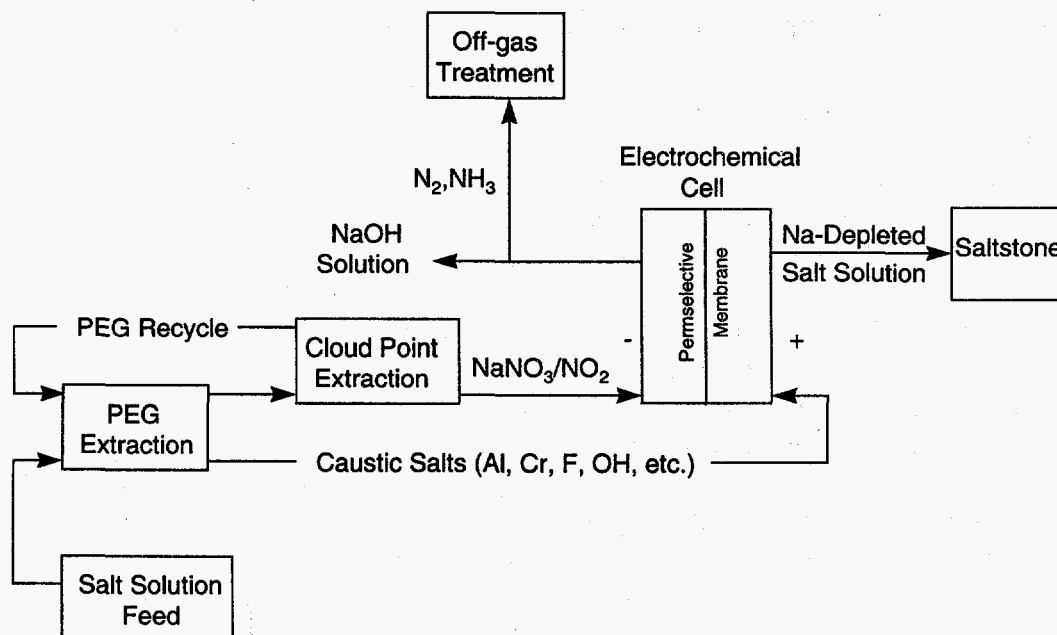 Off-gas
Treatment
Electrochemical
Cell
N₂,NH₃
NaOH
Solution
Permselective
Membrane
Na-Depleted
Salt Solution
Saltstone
PEG Recycle
Cloud Point
Extraction
NaNO₃/NO₂
-
+
PEG
Extraction
Caustic Salts (Al, Cr, F, OH, etc.)
Salt Solution
Feed